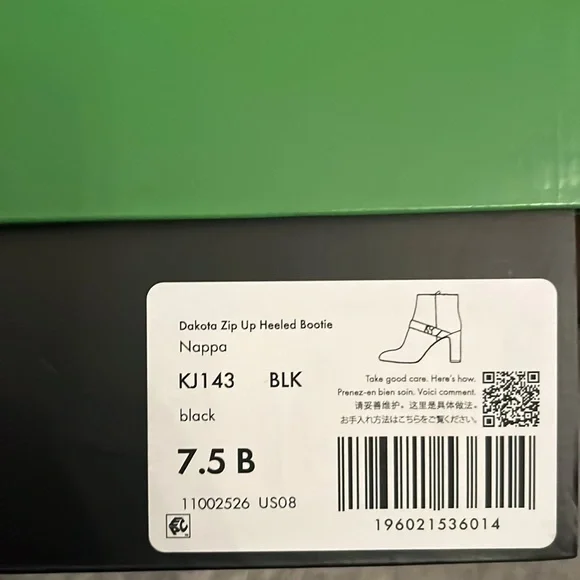 Dakota Zip Up Heeled Bootie
Nappa
KJ143 BLK
black
7.5 B
11002526 US08
Take good care. Here's how.
Prenez-en bien soin. Voici comment.
请妥善维护。这里是具体做法。
お手入れ方法はこちらをご覧ください。
196021536014